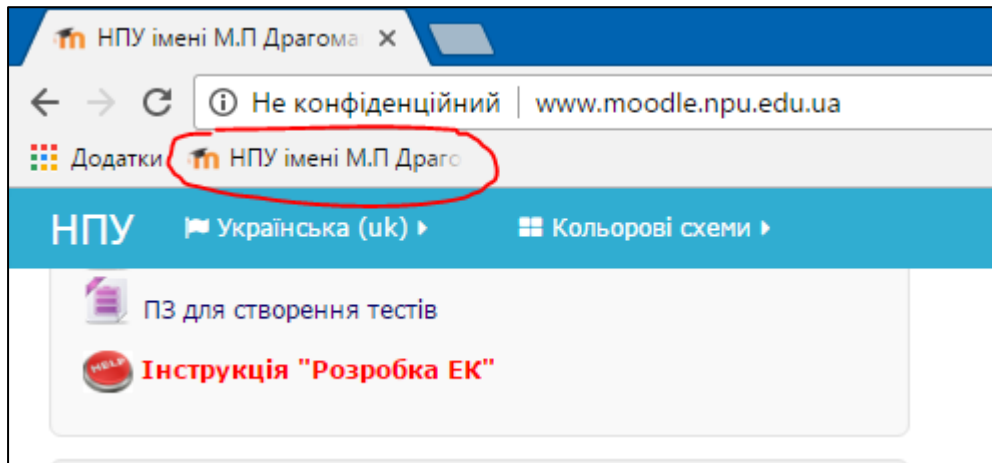 НПУ імені М.П Драгома
Не конфіденційний | www.moodle.npu.edu.ua
Додатки НПУ імені М.П Драго
НПУ Українська (uk) Кольорові схеми
ПЗ для створення тестів
HELP Інструкція "Розробка ЕК"